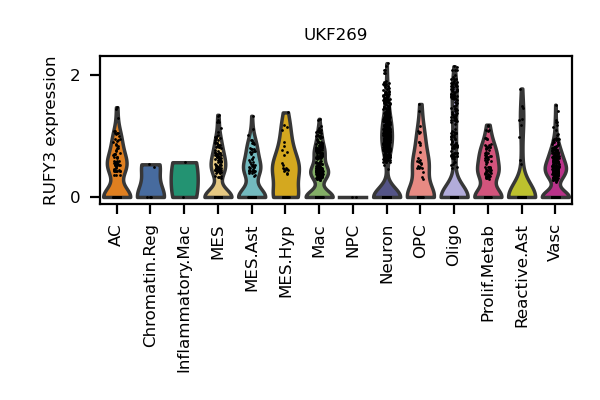 UKF269
RUFY3 expression
2
0
AC
Chromatin.Reg
Inflammatory.Mac
MES
MES.Ast
MES.Hyp
Mac
NPC
Neuron
OPC
Oligo
Prolif.Metab
Reactive.Ast
Vasc